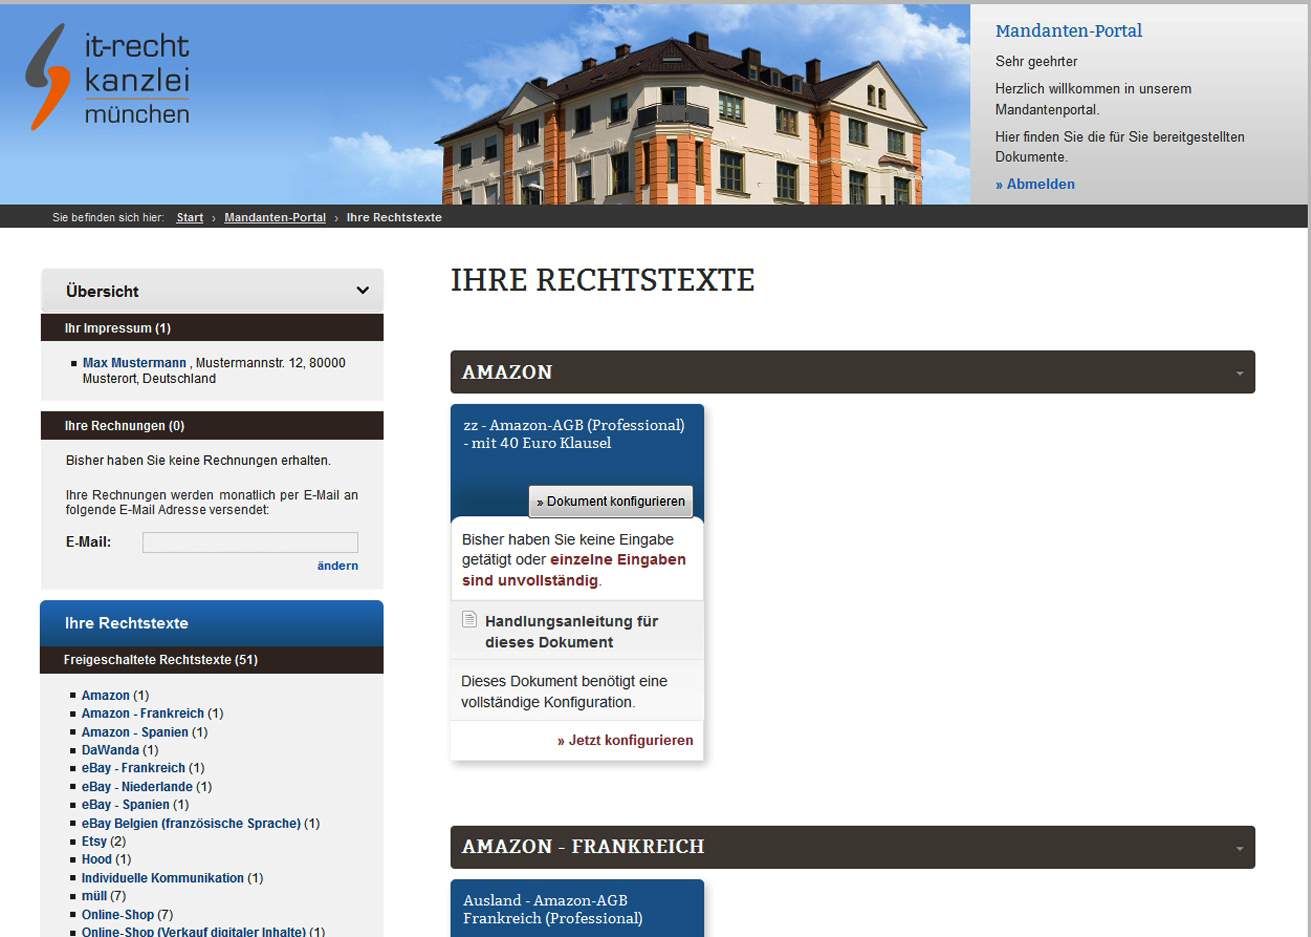 it-recht
kanzlei
münchen
Mandanten-Portal
Sehr geehrter
Herzlich willkommen in unserem
Mandantenportal.
Hier finden Sie die für Sie bereitgestellten
Dokumente.
» Abmelden
Sie befinden sich hier: Start › Mandanten-Portal › Ihre Rechtstexte
Übersicht
Ihr Impressum (1)
Max Mustermann , Mustermannstr. 12, 80000
Musterort, Deutschland
Ihre Rechnungen (0)
Bisher haben Sie keine Rechnungen erhalten.
Ihre Rechnungen werden monatlich per E-Mail an
folgende E-Mail Adresse versendet:
E-Mail:
ändern
Ihre Rechtstexte
Freigeschaltete Rechtstexte (51)
Amazon (1)
Amazon - Frankreich (1)
Amazon - Spanien (1)
DaWanda (1)
eBay - Frankreich (1)
eBay - Niederlande (1)
eBay - Spanien (1)
eBay Belgien (französische Sprache) (1)
Etsy (2)
Hood (1)
Individuelle Kommunikation (1)
müll (7)
Online-Shop (7)
Online-Shop (Verkauf digitaler Inhalte) (1)
IHRE RECHTSTEXTE
AMAZON
zz - Amazon-AGB (Professional)
- mit 40 Euro Klausel
» Dokument konfigurieren
Bisher haben Sie keine Eingabe
getätigt oder einzelne Eingaben
sind unvollständig.
Handlungsanleitung für
dieses Dokument
Dieses Dokument benötigt eine
vollständige Konfiguration.
» Jetzt konfigurieren
AMAZON - FRANKREICH
Ausland - Amazon-AGB
Frankreich (Professional)